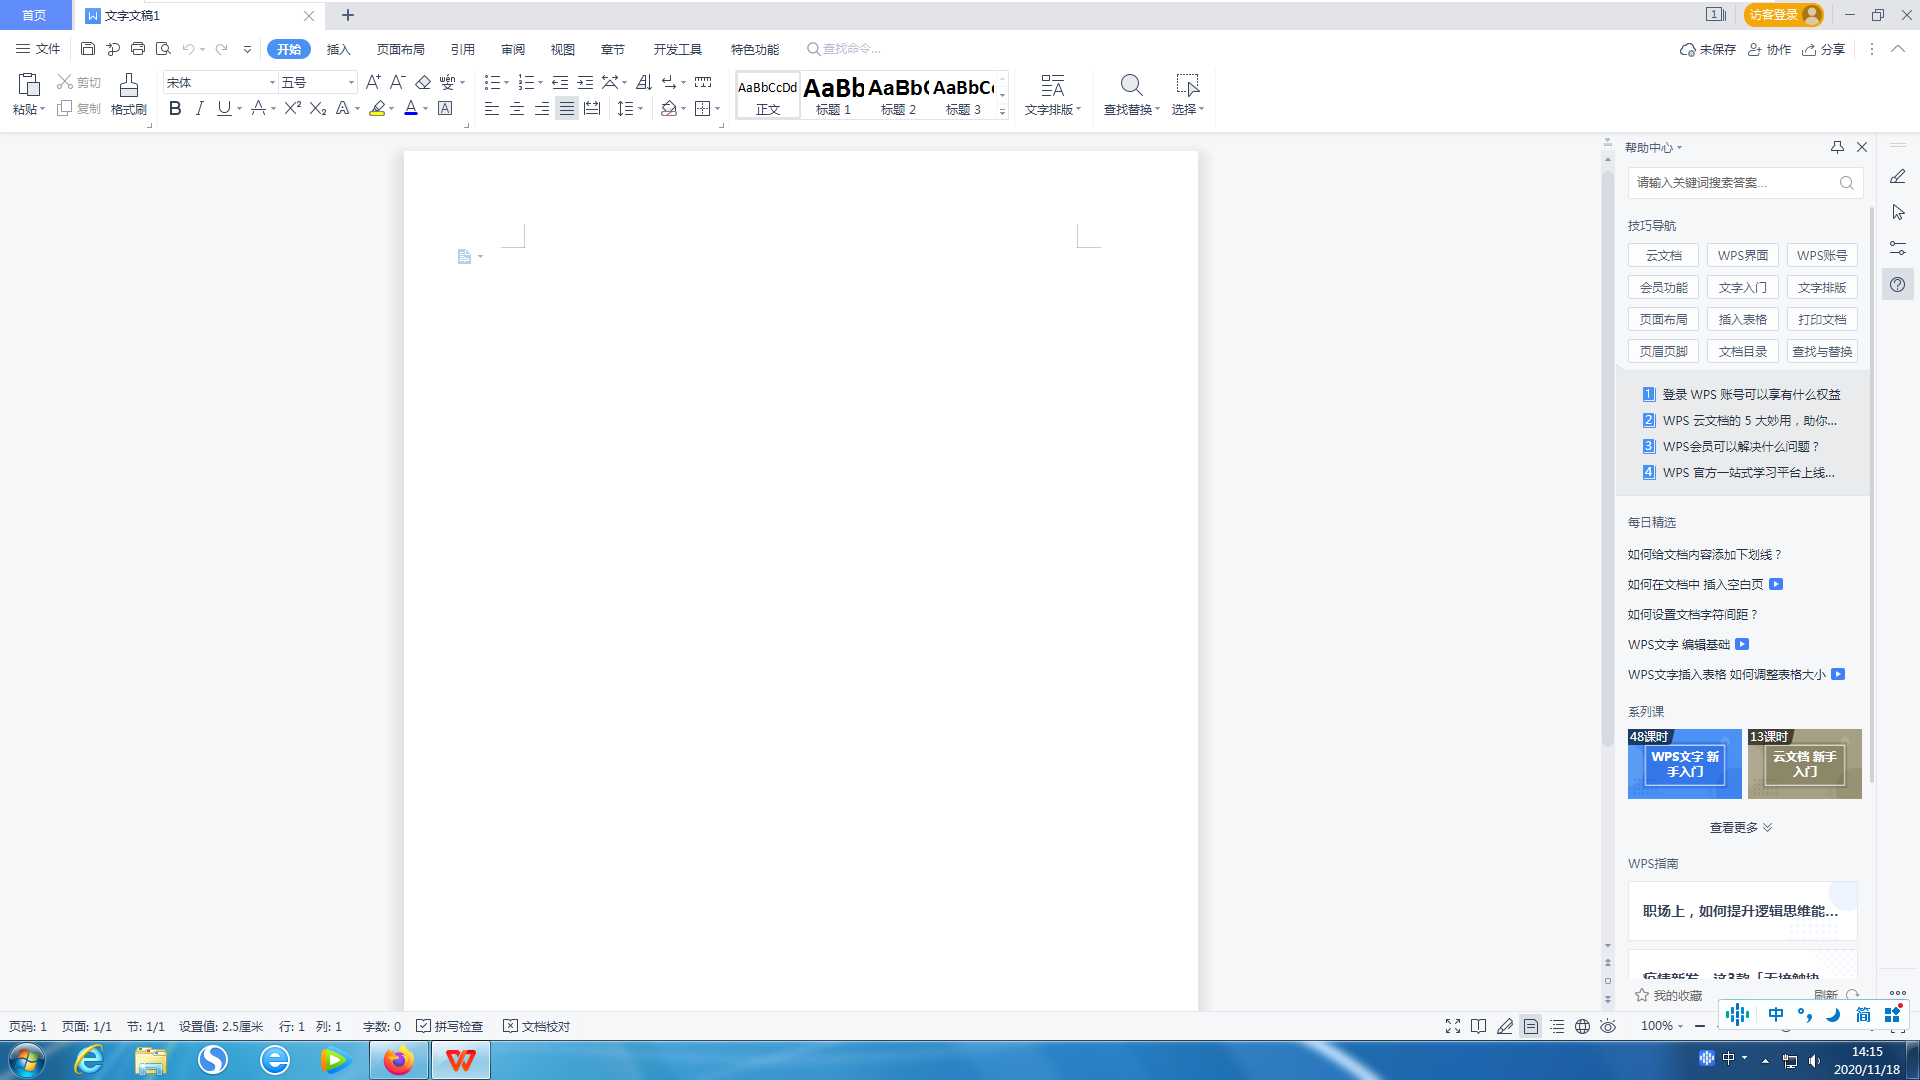 首页
文字文稿1
访客登录
文件
开始
插入
页面布局
引用
审阅
视图
章节
开发工具
特色功能
查找命令...
未保存
协作
分享
粘贴
剪切
复制
格式刷
宋体
五号
AaBbCcDd
正文
AaBb
标题 1
AaBb(
标题 2
AaBbC
标题 3
文字排版
查找替换
选择
帮助中心
请输入关键词搜索答案...
技巧导航
云文档 WPS界面 WPS账号
会员功能 文字入门 文字排版
页面布局 插入表格 打印文档
页眉页脚 文档目录 查找与替换
1 登录 WPS 账号可以享有什么权益
2 WPS 云文档的 5 大妙用，助你...
3 WPS会员可以解决什么问题？
4 WPS 官方一站式学习平台上线...
每日精选
如何给文档内容添加下划线？
如何在文档中 插入空白页
如何设置文档字符间距？
WPS文字 编辑基础
WPS文字插入表格 如何调整表格大小
系列课
48课时
WPS文字 新
手入门
13课时
云文档 新手
入门
查看更多
WPS指南
职场上，如何提升逻辑思维能...
我的收藏
刷新
页码: 1 页面: 1/1 节: 1/1 设置值: 2.5厘米 行: 1 列: 1 字数: 0 拼写检查 文档校对
100%
中 简
中
14:15
2020/11/18